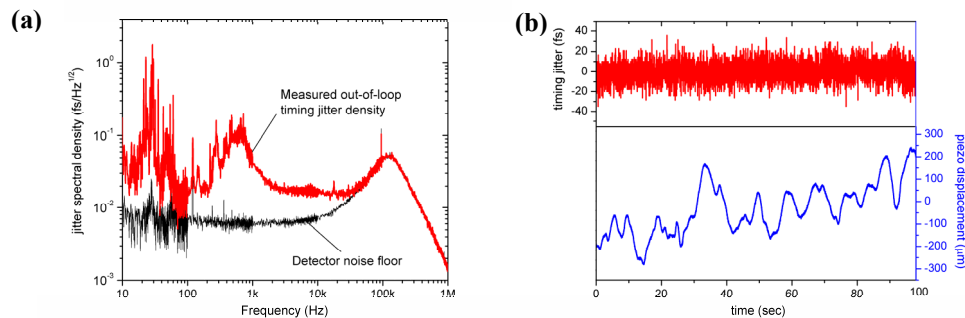 (a)
jitter spectral density (fs/Hz^1/2)
10^0
10^-1
10^-2
10^-3
Measured out-of-loop
timing jitter density
Detector noise floor
10 100 1k 10k 100k 1M
Frequency (Hz)
(b)
timing jitter (fs)
40
20
0
-20
-40
piezo displacement (μm)
300
200
100
0
-100
-200
-300
0 20 40 60 80 100
time (sec)